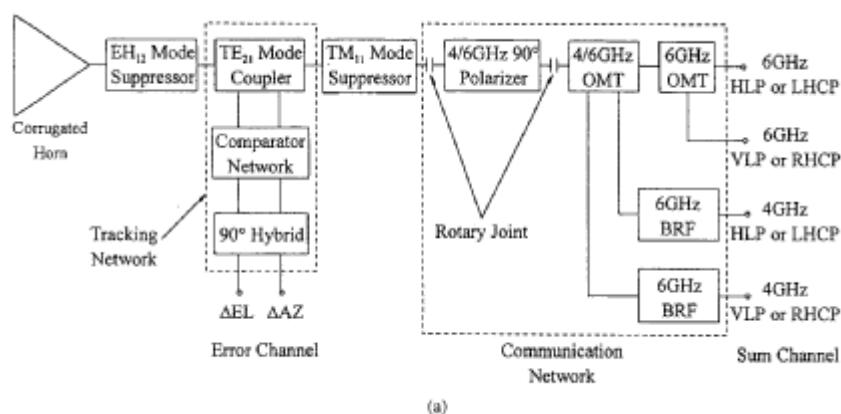 Corrugated
Horn
EH₁₂ Mode
Suppressor
TE₂₁ Mode
Coupler
TM₁₁ Mode
Suppressor
4/6GHz 90°
Polarizer
4/6GHz
OMT
6GHz
OMT
6GHz
HLP or LHCP
6GHz
VLP or RHCP
Comparator
Network
Tracking
Network
90° Hybrid
ΔEL
ΔAZ
Error Channel
Rotary Joint
6GHz
BRF
4GHz
HLP or LHCP
6GHz
BRF
4GHz
VLP or RHCP
Communication
Network
Sum Channel
(a)